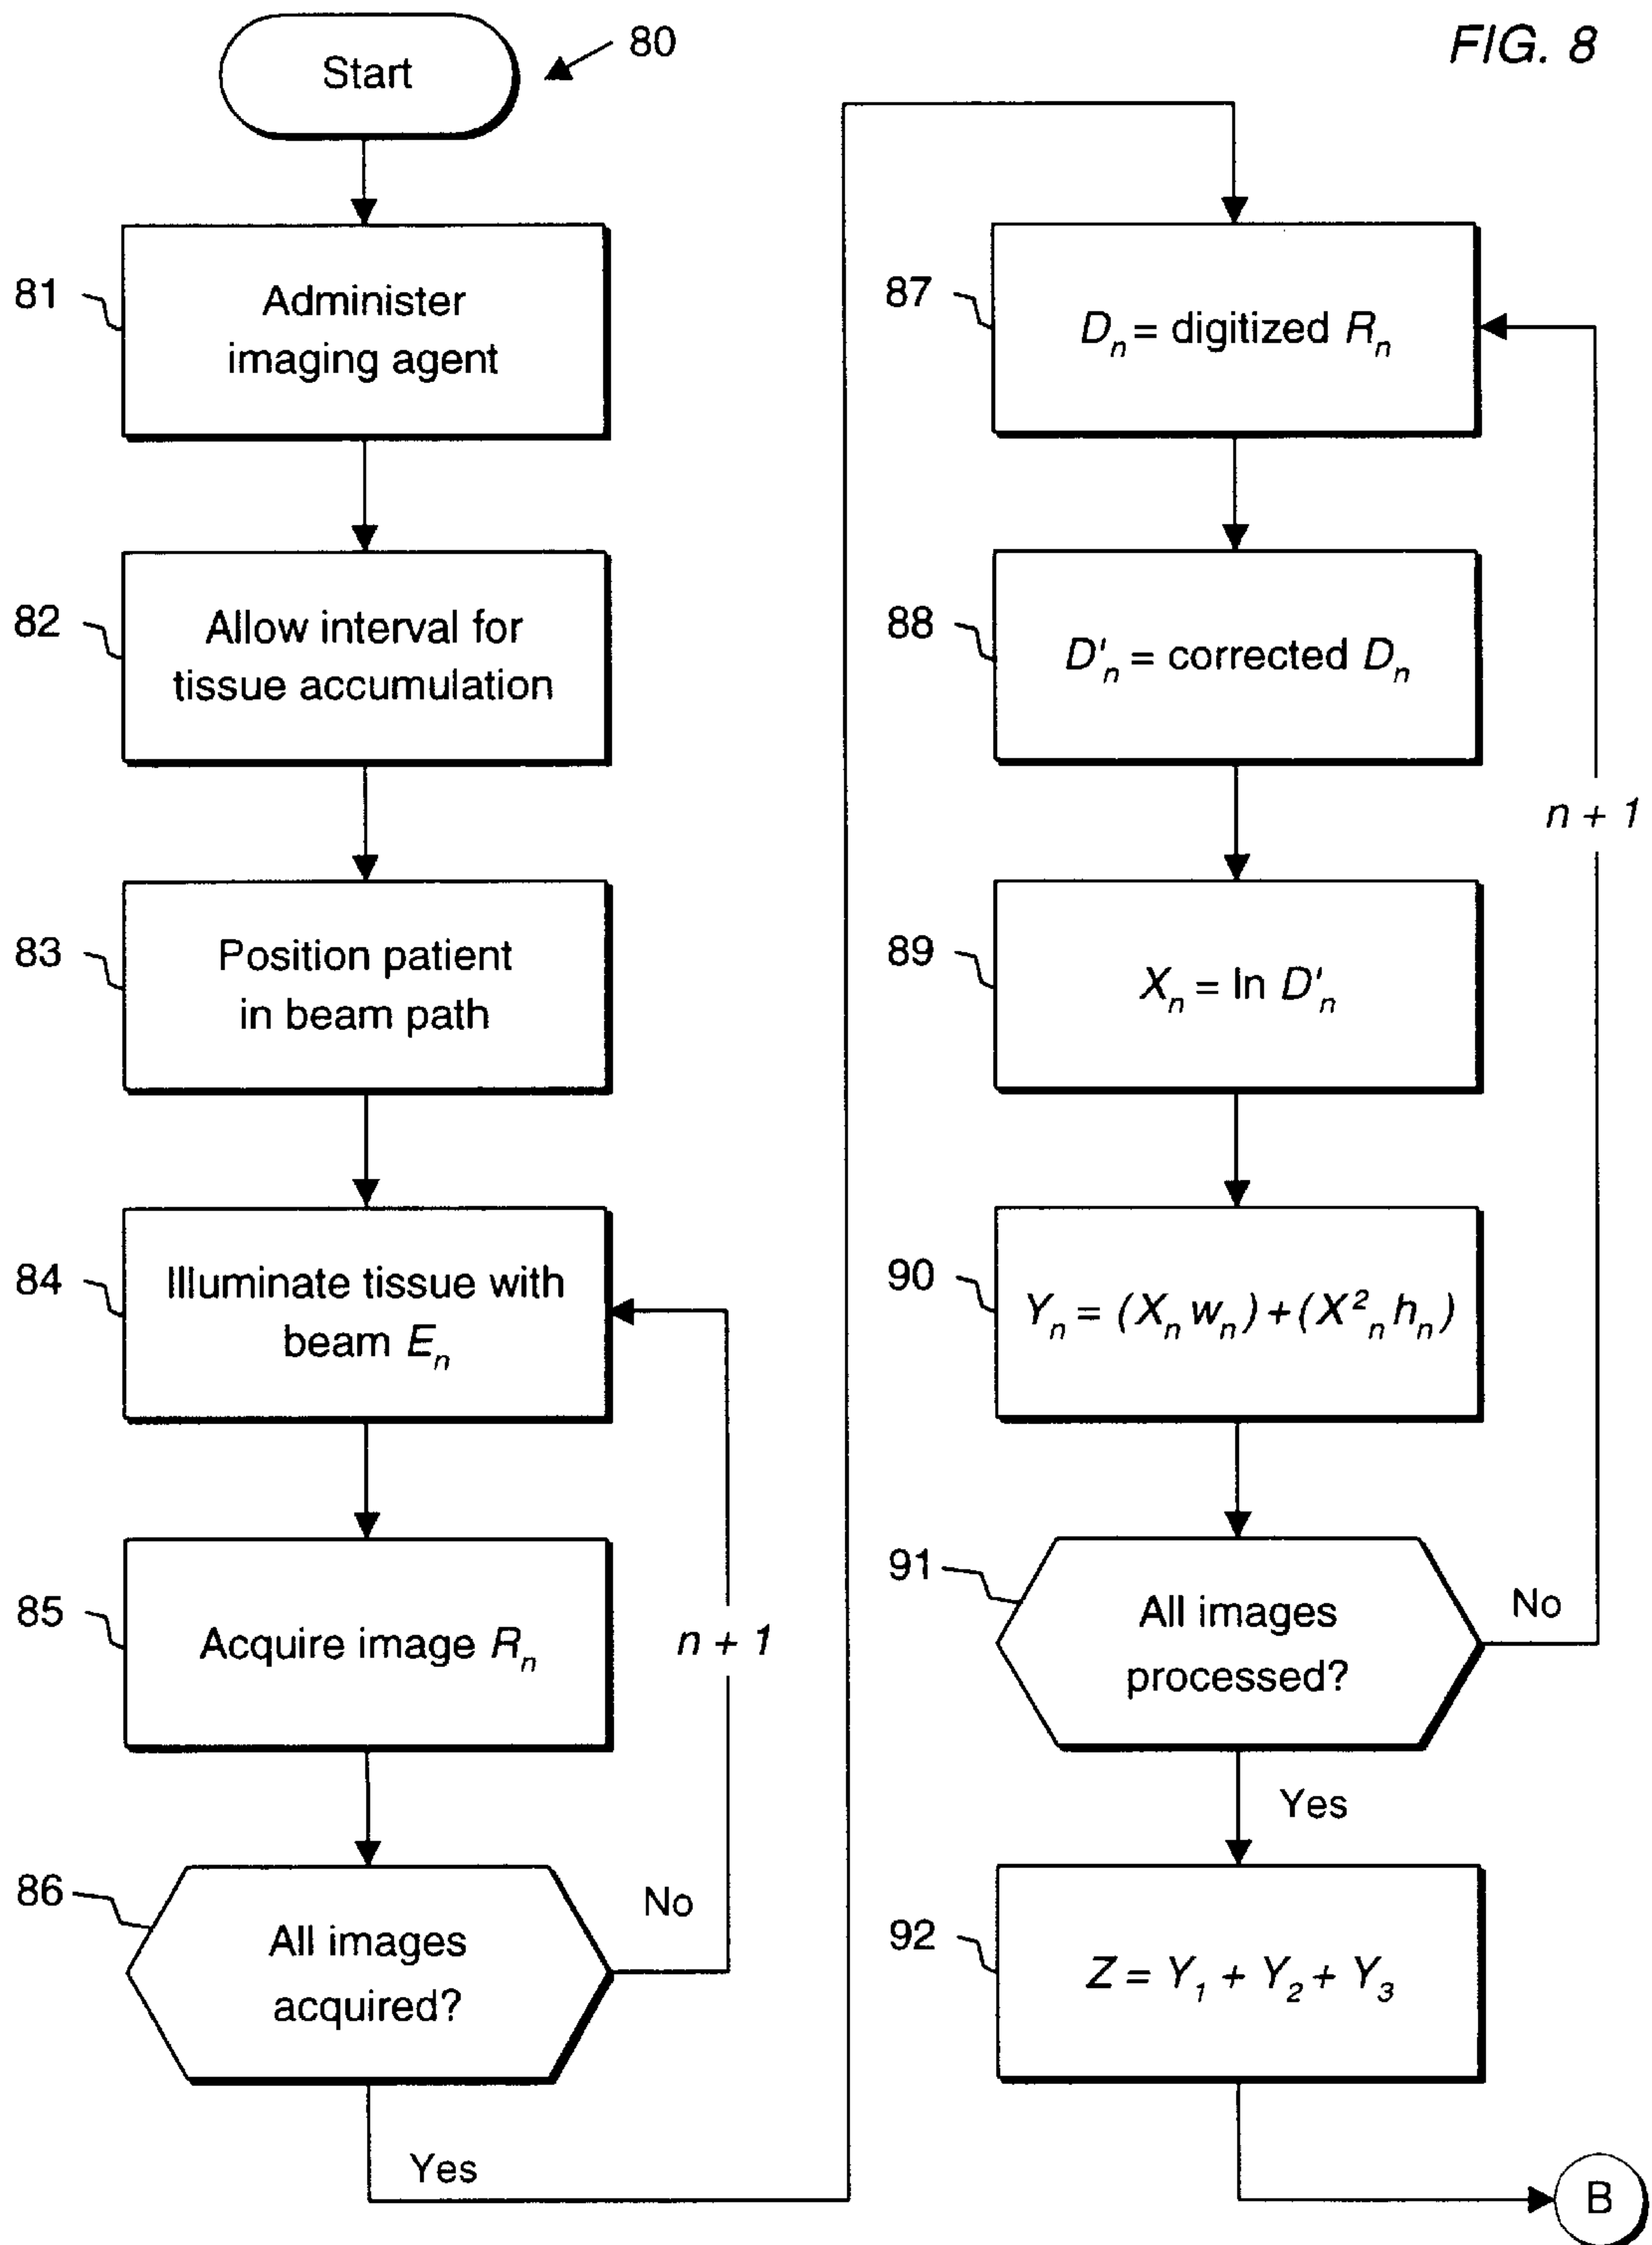 FIG. 8
80
Start
81
Administer
imaging agent
82
Allow interval for
tissue accumulation
83
Position patient
in beam path
84
Illuminate tissue with
beam Eₙ
85
Acquire image Rₙ
n + 1
86
All images
acquired?
No
Yes
87
Dₙ = digitized Rₙ
88
D'ₙ = corrected Dₙ
n + 1
89
Xₙ = ln D'ₙ
90
Yₙ = (Xₙ wₙ) + (X²ₙ hₙ)
91
All images
processed?
No
Yes
92
Z = Y₁ + Y₂ + Y₃
B